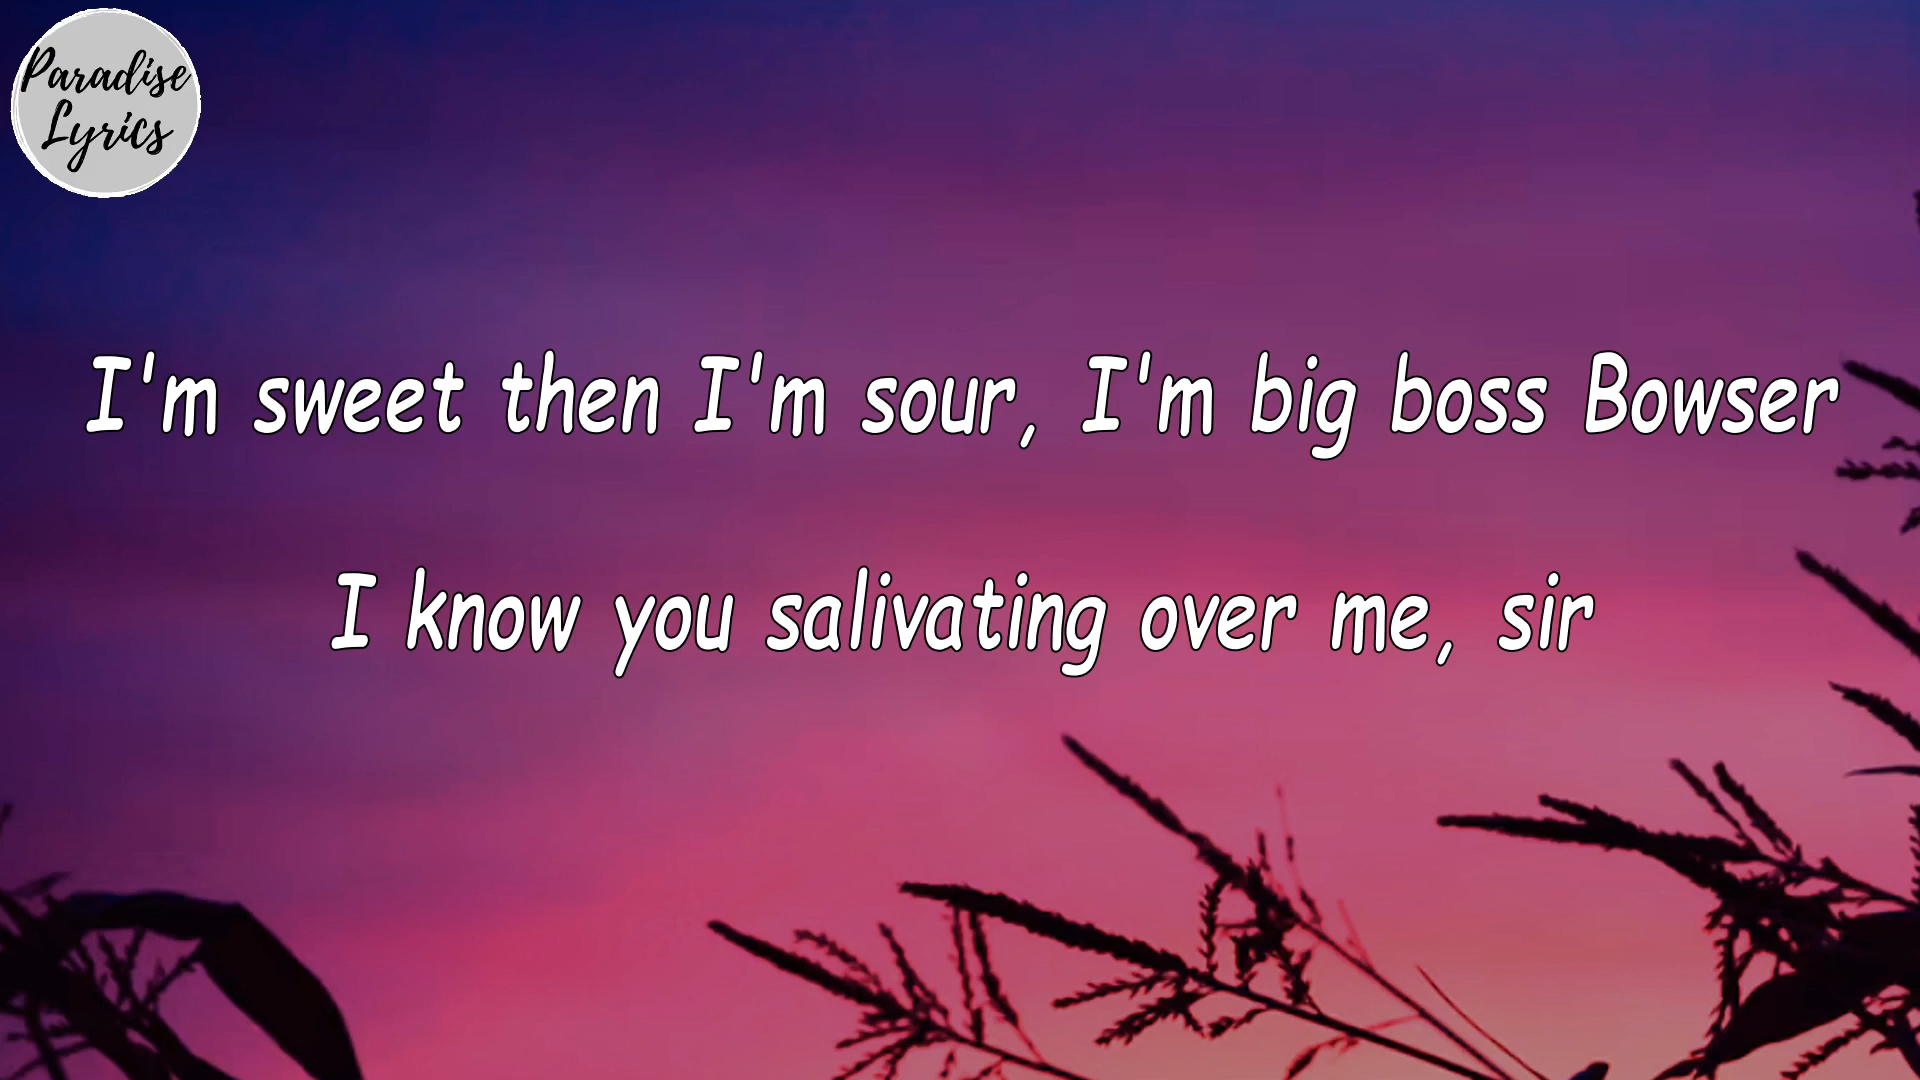 Paradise
Lyrics
I'm sweet then I'm sour, I'm big boss Bowser
I know you salivating over me, sir